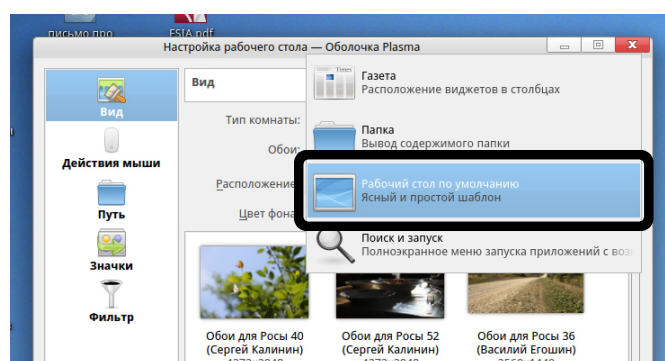 письмо про
ESIA.pdf
Настройка рабочего стола — Оболочка Plasma
Вид
Действия мыши
Путь
Значки
Фильтр
Вид
Тип комнаты:
Обои:
Расположение
Цвет фона
Times
Газета
Расположение виджетов в столбцах
Папка
Вывод содержимого папки
Рабочий стол по умолчанию
Ясный и простой шаблон
Поиск и запуск
Полноэкранное меню запуска приложений с воз
Обои для Росы 40
(Сергей Калинин)
Обои для Росы 52
(Сергей Калинин)
Обои для Росы 36
(Василий Егошин)